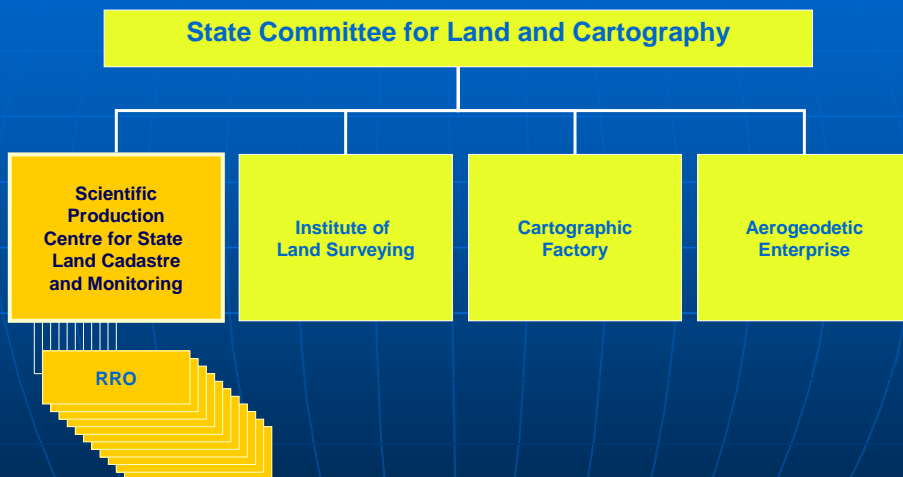 State Committee for Land and Cartography
Scientific
Production
Centre for State
Land Cadastre
and Monitoring
Institute of
Land Surveying
Cartographic
Factory
Aerogeodetic
Enterprise
RRO